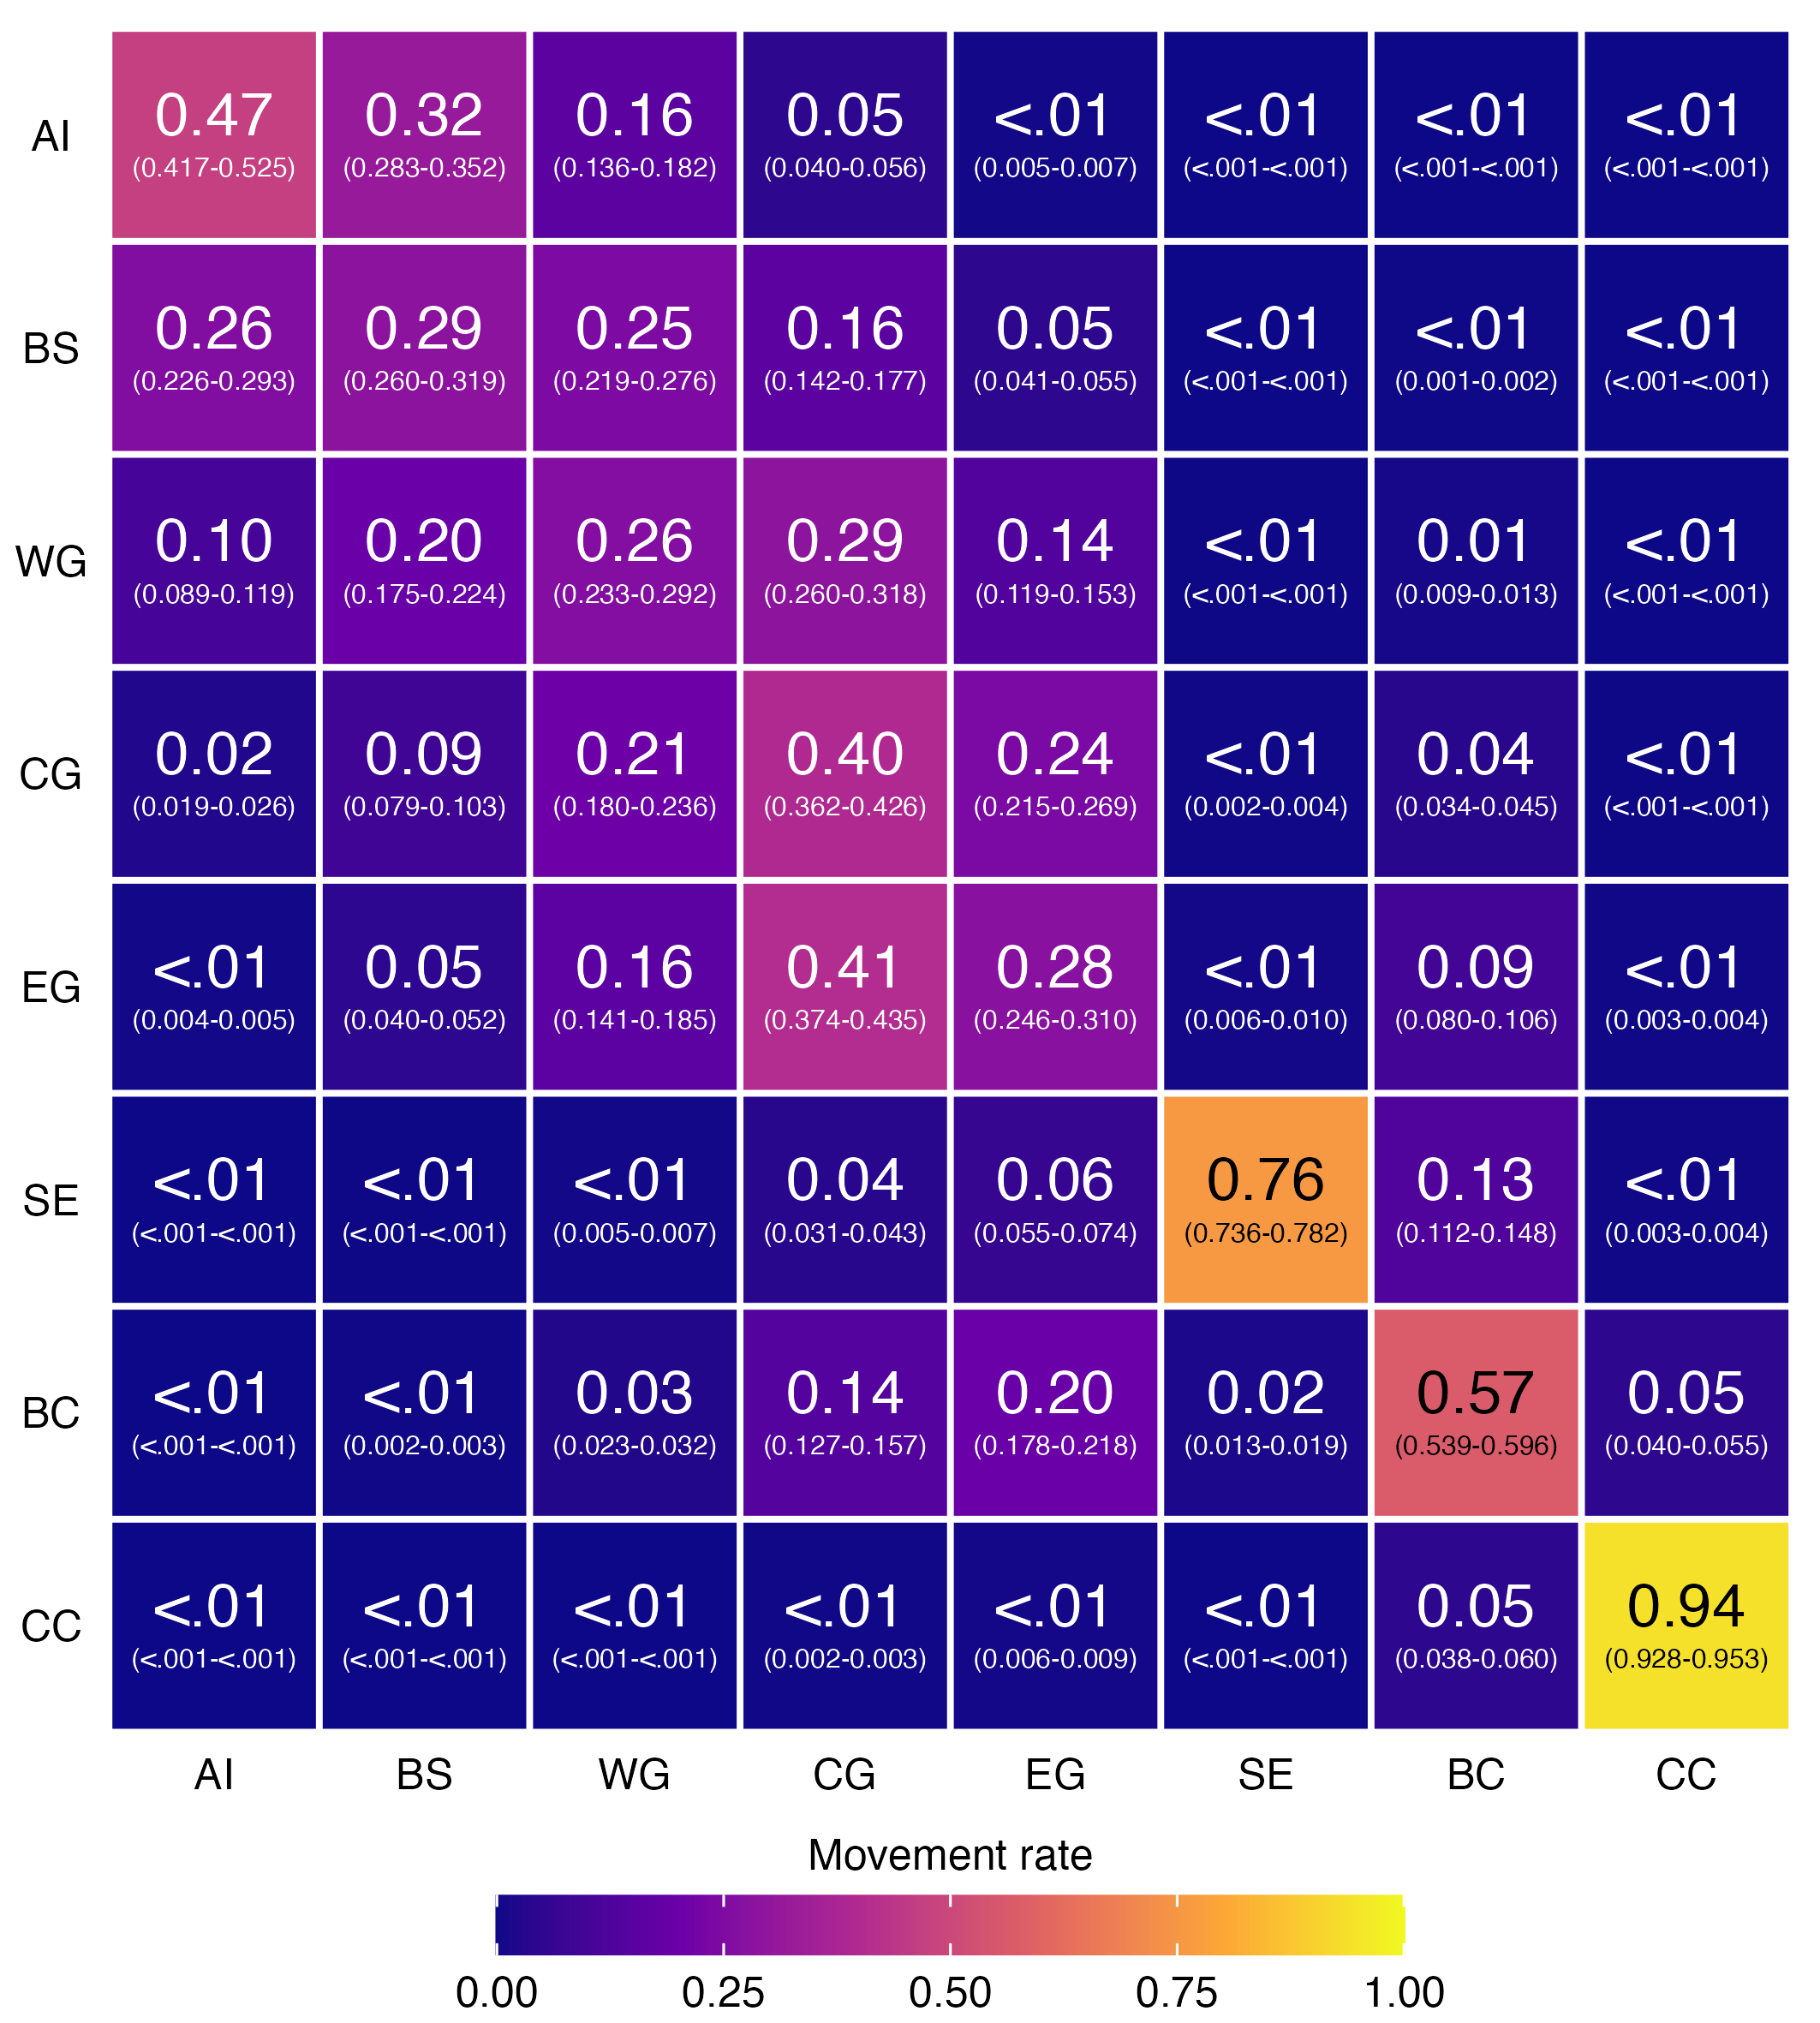 AI 0.47 0.32 0.16 0.05 <.01 <.01 <.01 <.01
(0.417-0.525) (0.283-0.352) (0.136-0.182) (0.040-0.056) (0.005-0.007) (<.001-<.001) (<.001-<.001) (<.001-<.001)
BS 0.26 0.29 0.25 0.16 0.05 <.01 <.01 <.01
(0.226-0.293) (0.260-0.319) (0.219-0.276) (0.142-0.177) (0.041-0.055) (<.001-<.001) (0.001-0.002) (<.001-<.001)
WG 0.10 0.20 0.26 0.29 0.14 <.01 0.01 <.01
(0.089-0.119) (0.175-0.224) (0.233-0.292) (0.260-0.318) (0.119-0.153) (<.001-<.001) (0.009-0.013) (<.001-<.001)
CG 0.02 0.09 0.21 0.40 0.24 <.01 0.04 <.01
(0.019-0.026) (0.079-0.103) (0.180-0.236) (0.362-0.426) (0.215-0.269) (0.002-0.004) (0.034-0.045) (<.001-<.001)
EG <.01 0.05 0.16 0.41 0.28 <.01 0.09 <.01
(0.004-0.005) (0.040-0.052) (0.141-0.185) (0.374-0.435) (0.246-0.310) (0.006-0.010) (0.080-0.106) (0.003-0.004)
SE <.01 <.01 <.01 0.04 0.06 0.76 0.13 <.01
(<.001-<.001) (<.001-<.001) (0.005-0.007) (0.031-0.043) (0.055-0.074) (0.736-0.782) (0.112-0.148) (0.003-0.004)
BC <.01 <.01 0.03 0.14 0.20 0.02 0.57 0.05
(<.001-<.001) (0.002-0.003) (0.023-0.032) (0.127-0.157) (0.178-0.218) (0.013-0.019) (0.539-0.596) (0.040-0.055)
CC <.01 <.01 <.01 <.01 <.01 <.01 0.05 0.94
(<.001-<.001) (<.001-<.001) (<.001-<.001) (0.002-0.003) (0.006-0.009) (<.001-<.001) (0.038-0.060) (0.928-0.953)
AI BS WG CG EG SE BC CC
Movement rate
0.00 0.25 0.50 0.75 1.00